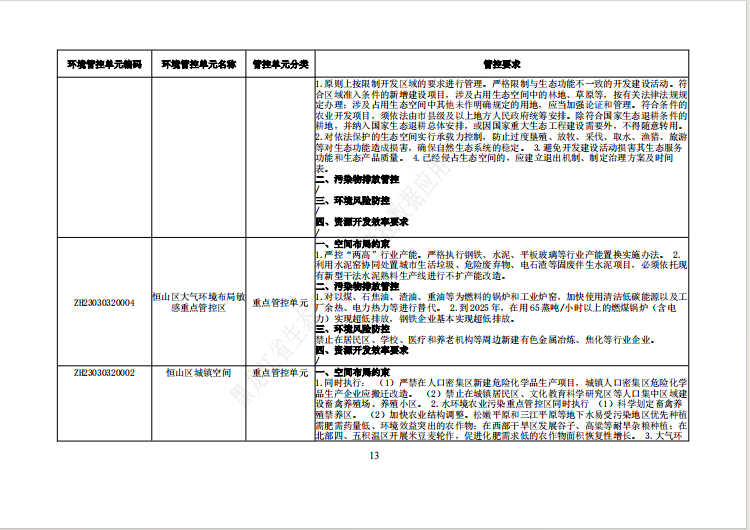 环境管控单元编码 环境管控单元名称 管控单元分类 管控要求
1.原则上按限制开发区域的要求进行管理。严格限制与生态功能不一致的开发建设活动。符
合区域准入条件的新增建设项目，涉及占用生态空间中的林地、草原等，按有关法律法规规
定办理；涉及占用生态空间中其他未作明确规定的用地，应当加强论证和管理。符合条件的
农业开发项目，须依法由市县级及以上地方人民政府统筹安排。除符合国家生态退耕条件的
耕地，并纳入国家生态退耕总体安排，或因国家重大生态工程建设需要外，不得随意转用。
2.对依法保护的生态空间实行承载力控制，防止过度垦殖、放牧、采伐、取水、渔猎、旅游
等对生态功能造成损害，确保自然生态系统的稳定。 3.避免开发建设活动损害其生态服务
功能和生态产品质量。 4.已经侵占生态空间的，应建立退出机制、制定治理方案及时间
表。
二、污染物排放管控
/
三、环境风险防控
/
四、资源开发效率要求
/
ZH23030320004 恒山区大气环境布局敏
感重点管控区 重点管控单元
一、空间布局约束
1.严控“两高”行业产能。严格执行钢铁、水泥、平板玻璃等行业产能置换实施办法。 2.
利用水泥窑协同处置城市生活垃圾、危险废弃物、电石渣等固废伴生水泥项目，必须依托现
有新型干法水泥熟料生产线进行不扩产能改造。
二、污染物排放管控
1.对以煤、石焦油、渣油、重油等为燃料的锅炉和工业炉窑，加快使用清洁低碳能源以及工
厂余热、电力热力等进行替代。 2.到2025年，在用65蒸吨/小时以上的燃煤锅炉（含电
力）实现超低排放，钢铁企业基本实现超低排放。
三、环境风险防控
禁止在居民区、学校、医疗和养老机构等周边新建有色金属冶炼、焦化等行业企业。
四、资源开发效率要求
/
ZH23030320002 恒山区城镇空间 重点管控单元 一、空间布局约束
1.同时执行： （1）严禁在人口密集区新建危险化学品生产项目，城镇人口密集区危险化学
品生产企业应搬迁改造。 （2）禁止在城镇居民区、文化教育科学研究区等人口集中区域建
设畜禽养殖场、养殖小区。 2.水环境农业污染重点管控区同时执行 （1）科学划定畜禽养
殖禁养区。 （2）加快农业结构调整。松嫩平原和三江平原等地下水易受污染地区优先种植
需肥需药量低、环境效益突出的农作物；在西部干旱区发展谷子、高粱等耐旱杂粮种植；在
北部四、五积温区开展米豆麦轮作，促进化肥需求低的农作物面积恢复性增长。 3.大气环
13